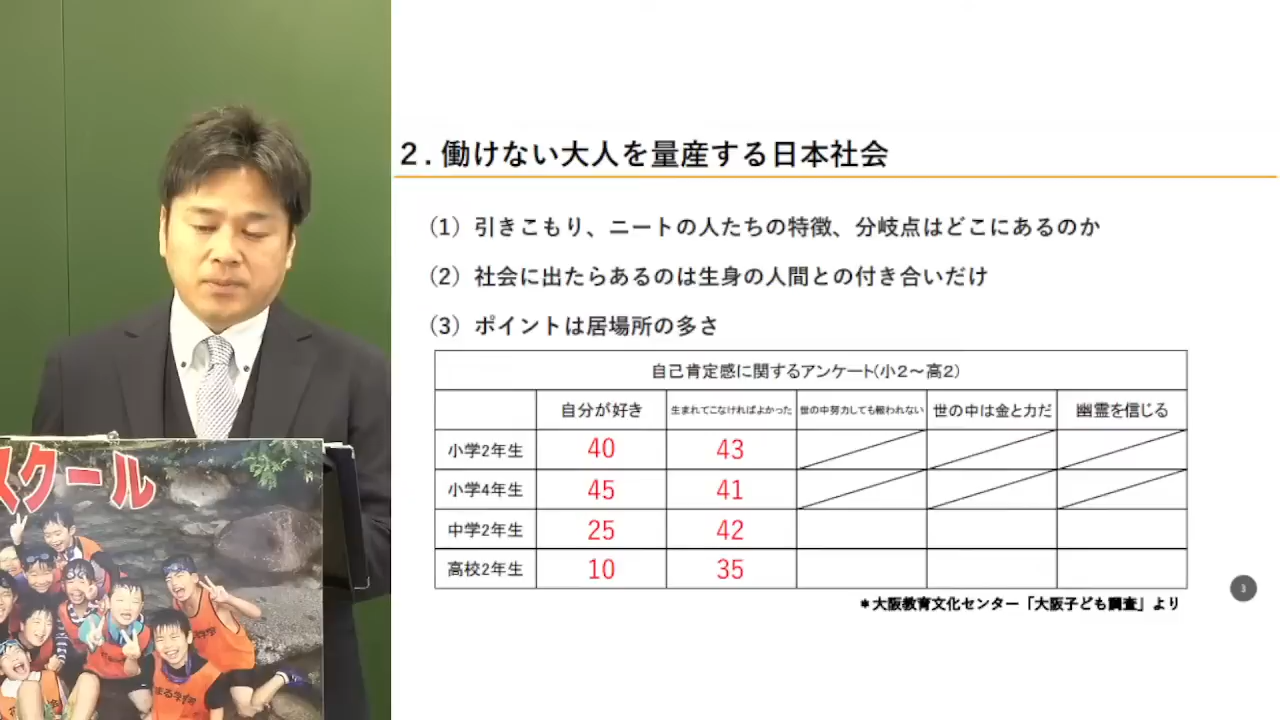 2. 働けない大人を量産する日本社会
（1）引きこもり、ニートの人たちの特徴、分岐点はどこにあるのか
（2）社会に出たらあるのは生身の人間との付き合いだけ
（3）ポイントは居場所の多さ
自己肯定感に関するアンケート(小2～高2)
自分が好き 生まれてこなければよかった 世の中努力しても報われない 世の中は金と力だ 幽霊を信じる
小学2年生 40 43
小学4年生 45 41
中学2年生 25 42
高校2年生 10 35
＊大阪教育文化センター「大阪子ども調査」より
3
スクール